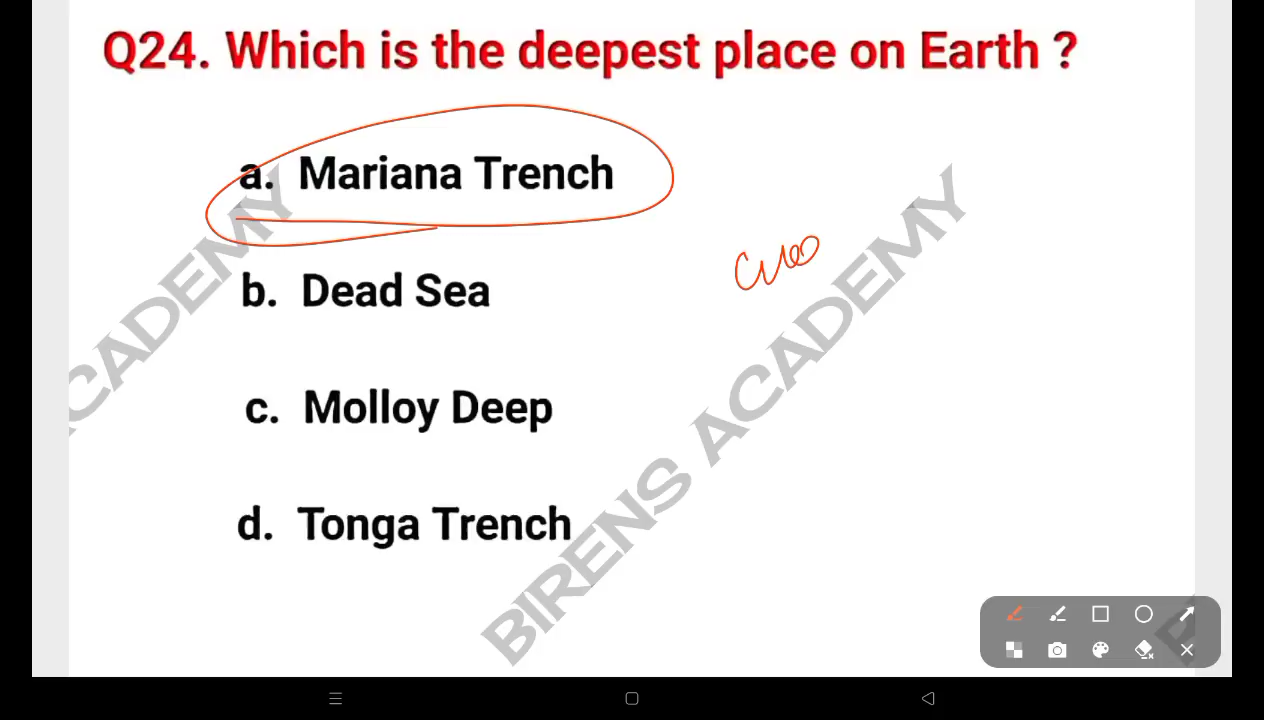 Q24. Which is the deepest place on Earth ?
a. Mariana Trench
b. Dead Sea
c. Molloy Deep
d. Tonga Trench
CADEMY
BIRENS ACADEMY